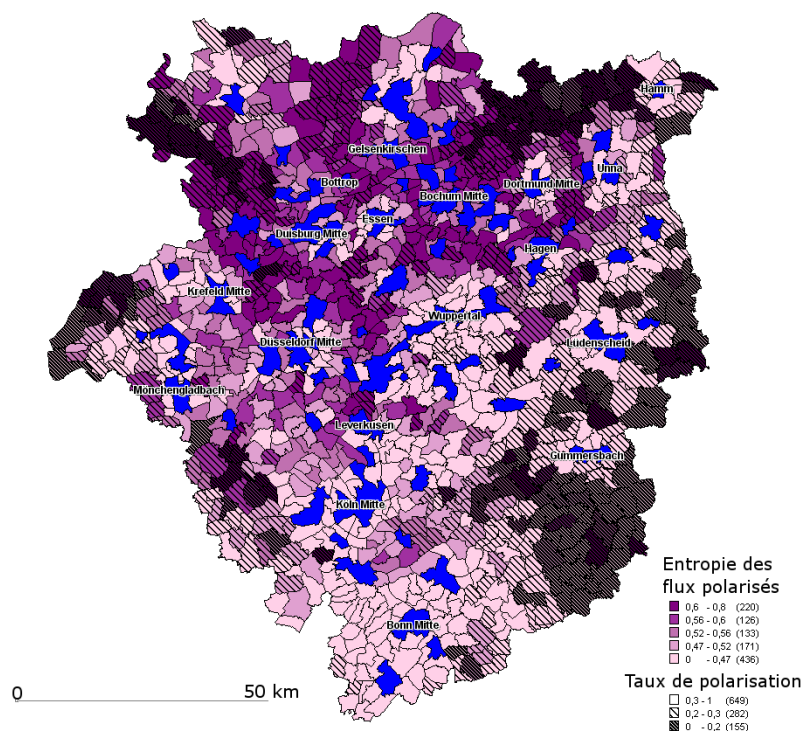 Hamm
Gelsenkirchen
Unna
Bottrop
Dortmund Mitte
Bochum Mitte
Essen
Duisburg Mitte
Hagen
Krefeld Mitte
Wuppertal
Düsseldorf Mitte
Lüdenscheid
Mönchengladbach
Leverkusen
Gummersbach
Köln Mitte
Bonn Mitte
Entropie des
flux polarisés
0,6 - 0,8 (220)
0,56 - 0,6 (126)
0,52 - 0,56 (133)
0,47 - 0,52 (171)
0 - 0,47 (436)
Taux de polarisation
0,3 - 1 (649)
0,2 - 0,3 (282)
0 - 0,2 (155)
0 50 km